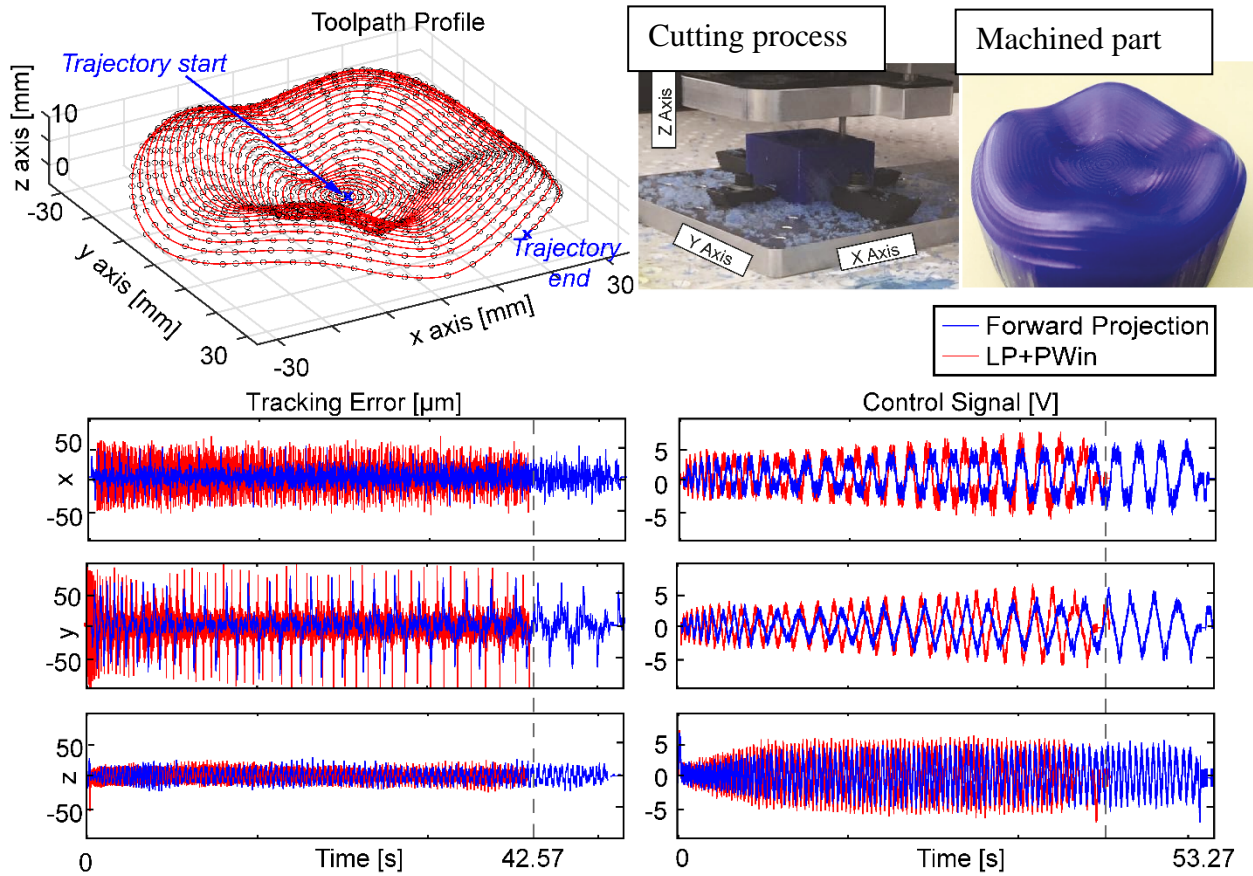 Toolpath Profile
Trajectory start
z axis [mm]
10
0
-30
y axis [mm]
30
-30
x axis [mm]
30
Trajectory
end
Cutting process
Z Axis
Y Axis
X Axis
Machined part
Forward Projection
LP+PWin
Tracking Error [µm]
x
50
0
-50
y
50
0
-50
z
50
0
-50
0
Time [s]
42.57
Control Signal [V]
5
0
-5
5
0
-5
5
0
-5
0
Time [s]
53.27